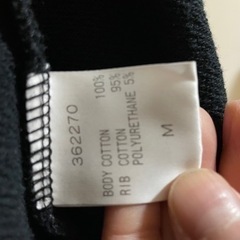 362270
BODY COTTON 100%
RIB COTTON 95%
POLYURETHANE 5%
M